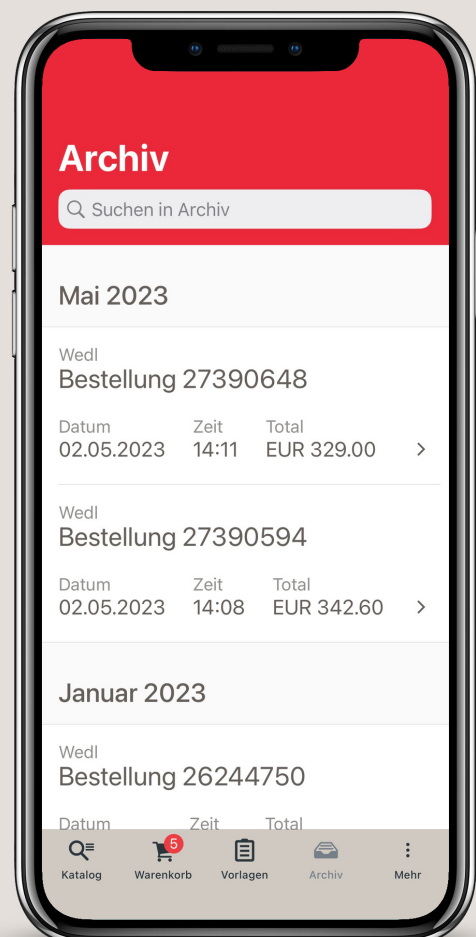 Archiv
Suchen in Archiv
Mai 2023
Wedl
Bestellung 27390648
Datum Zeit Total
02.05.2023 14:11 EUR 329.00
Wedl
Bestellung 27390594
Datum Zeit Total
02.05.2023 14:08 EUR 342.60
Januar 2023
Wedl
Bestellung 26244750
Datum Zeit Total
5
Katalog Warenkorb Vorlagen Archiv Mehr